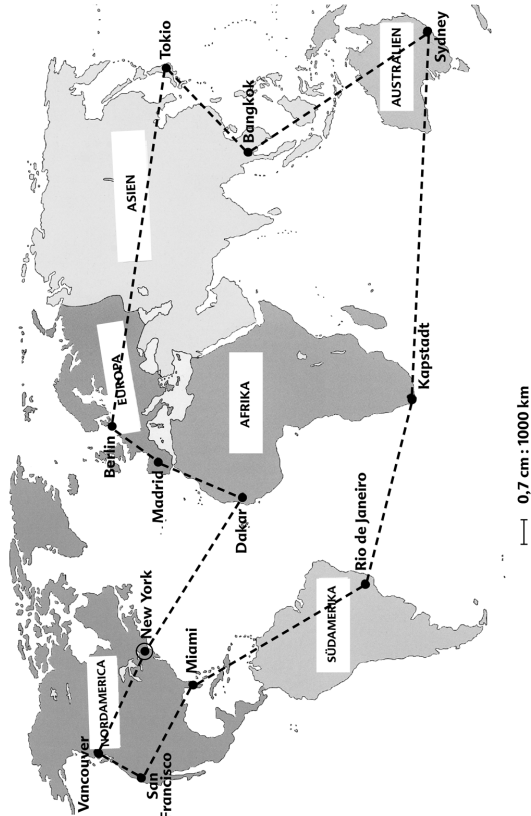 Vancouver
NORDAMERICA
San
Francisco
New York
Miami
SÜDAMERIKA
Rio de Janeiro
Berlin
Madrid
Dakar
EUROPA
AFRIKA
Kapstadt
ASIEN
Tokio
Bangkok
AUSTRALIEN
Sydney
0,7 cm : 1000 km